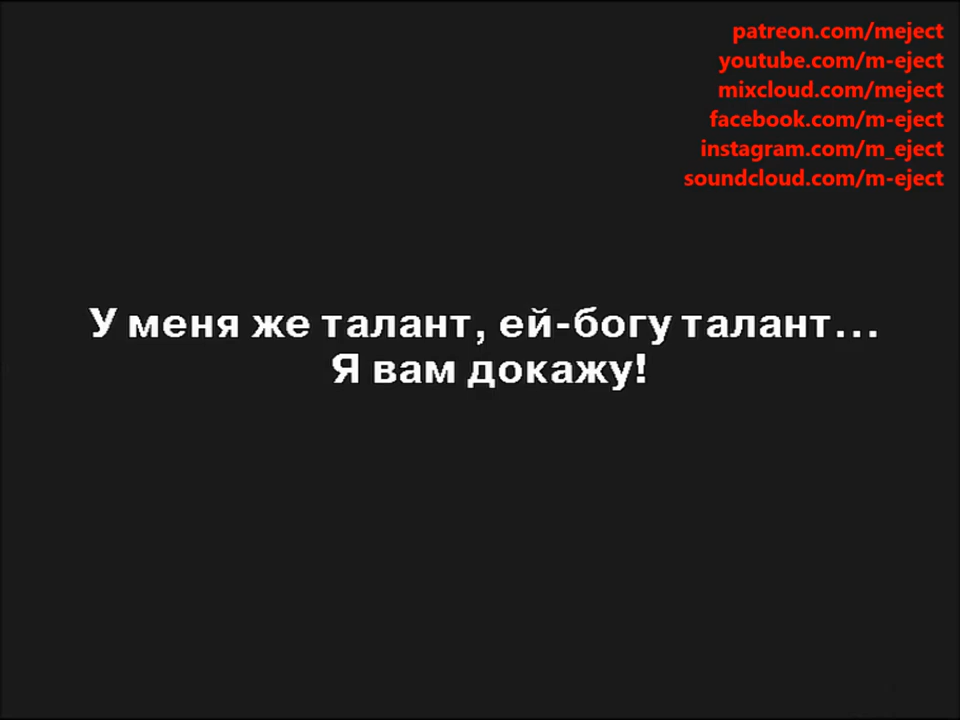 patreon.com/meject
youtube.com/m-eject
mixcloud.com/meject
facebook.com/m-eject
instagram.com/m_eject
soundcloud.com/m-eject
У меня же талант, ей-богу талант...
Я вам докажу!